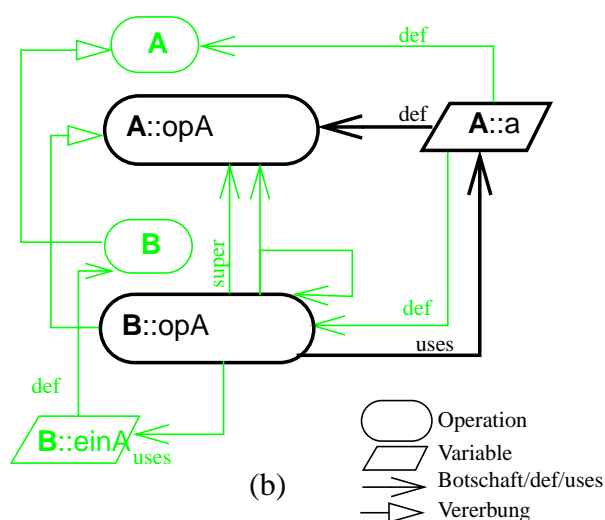 def
A
A::opA
def
A::a
B
super
B::opA
def
uses
def
B::einA
uses
(b)
Operation
Variable
Botschaft/def/uses
Vererbung